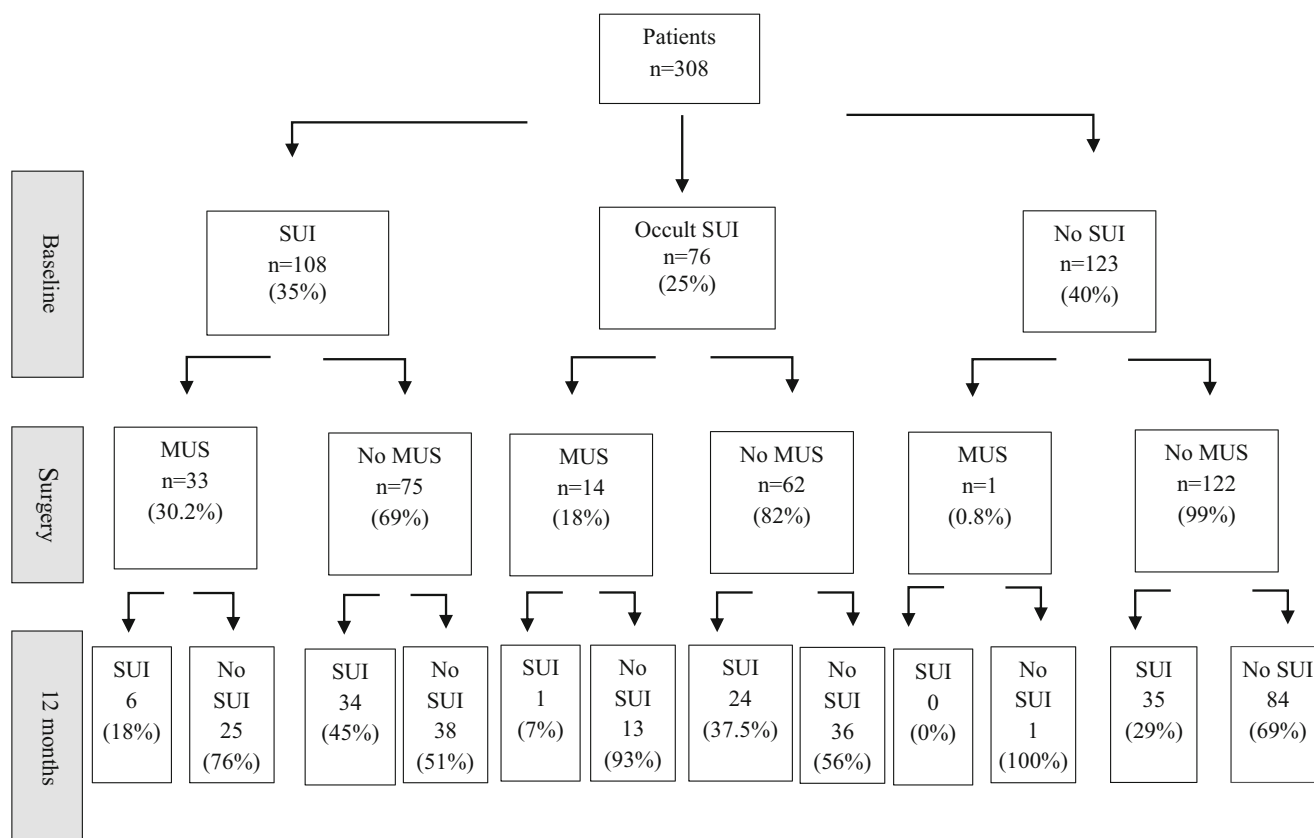 Patients
n=308
Baseline
SUI
n=108
(35%)
Occult SUI
n=76
(25%)
No SUI
n=123
(40%)
Surgery
MUS
n=33
(30.2%)
No MUS
n=75
(69%)
MUS
n=14
(18%)
No MUS
n=62
(82%)
MUS
n=1
(0.8%)
No MUS
n=122
(99%)
12 months
SUI
6
(18%)
No
SUI
25
(76%)
SUI
34
(45%)
No
SUI
38
(51%)
SUI
1
(7%)
No
SUI
13
(93%)
SUI
24
(37.5%)
No
SUI
36
(56%)
SUI
0
(0%)
No
SUI
1
(100%)
SUI
35
(29%)
No SUI
84
(69%)